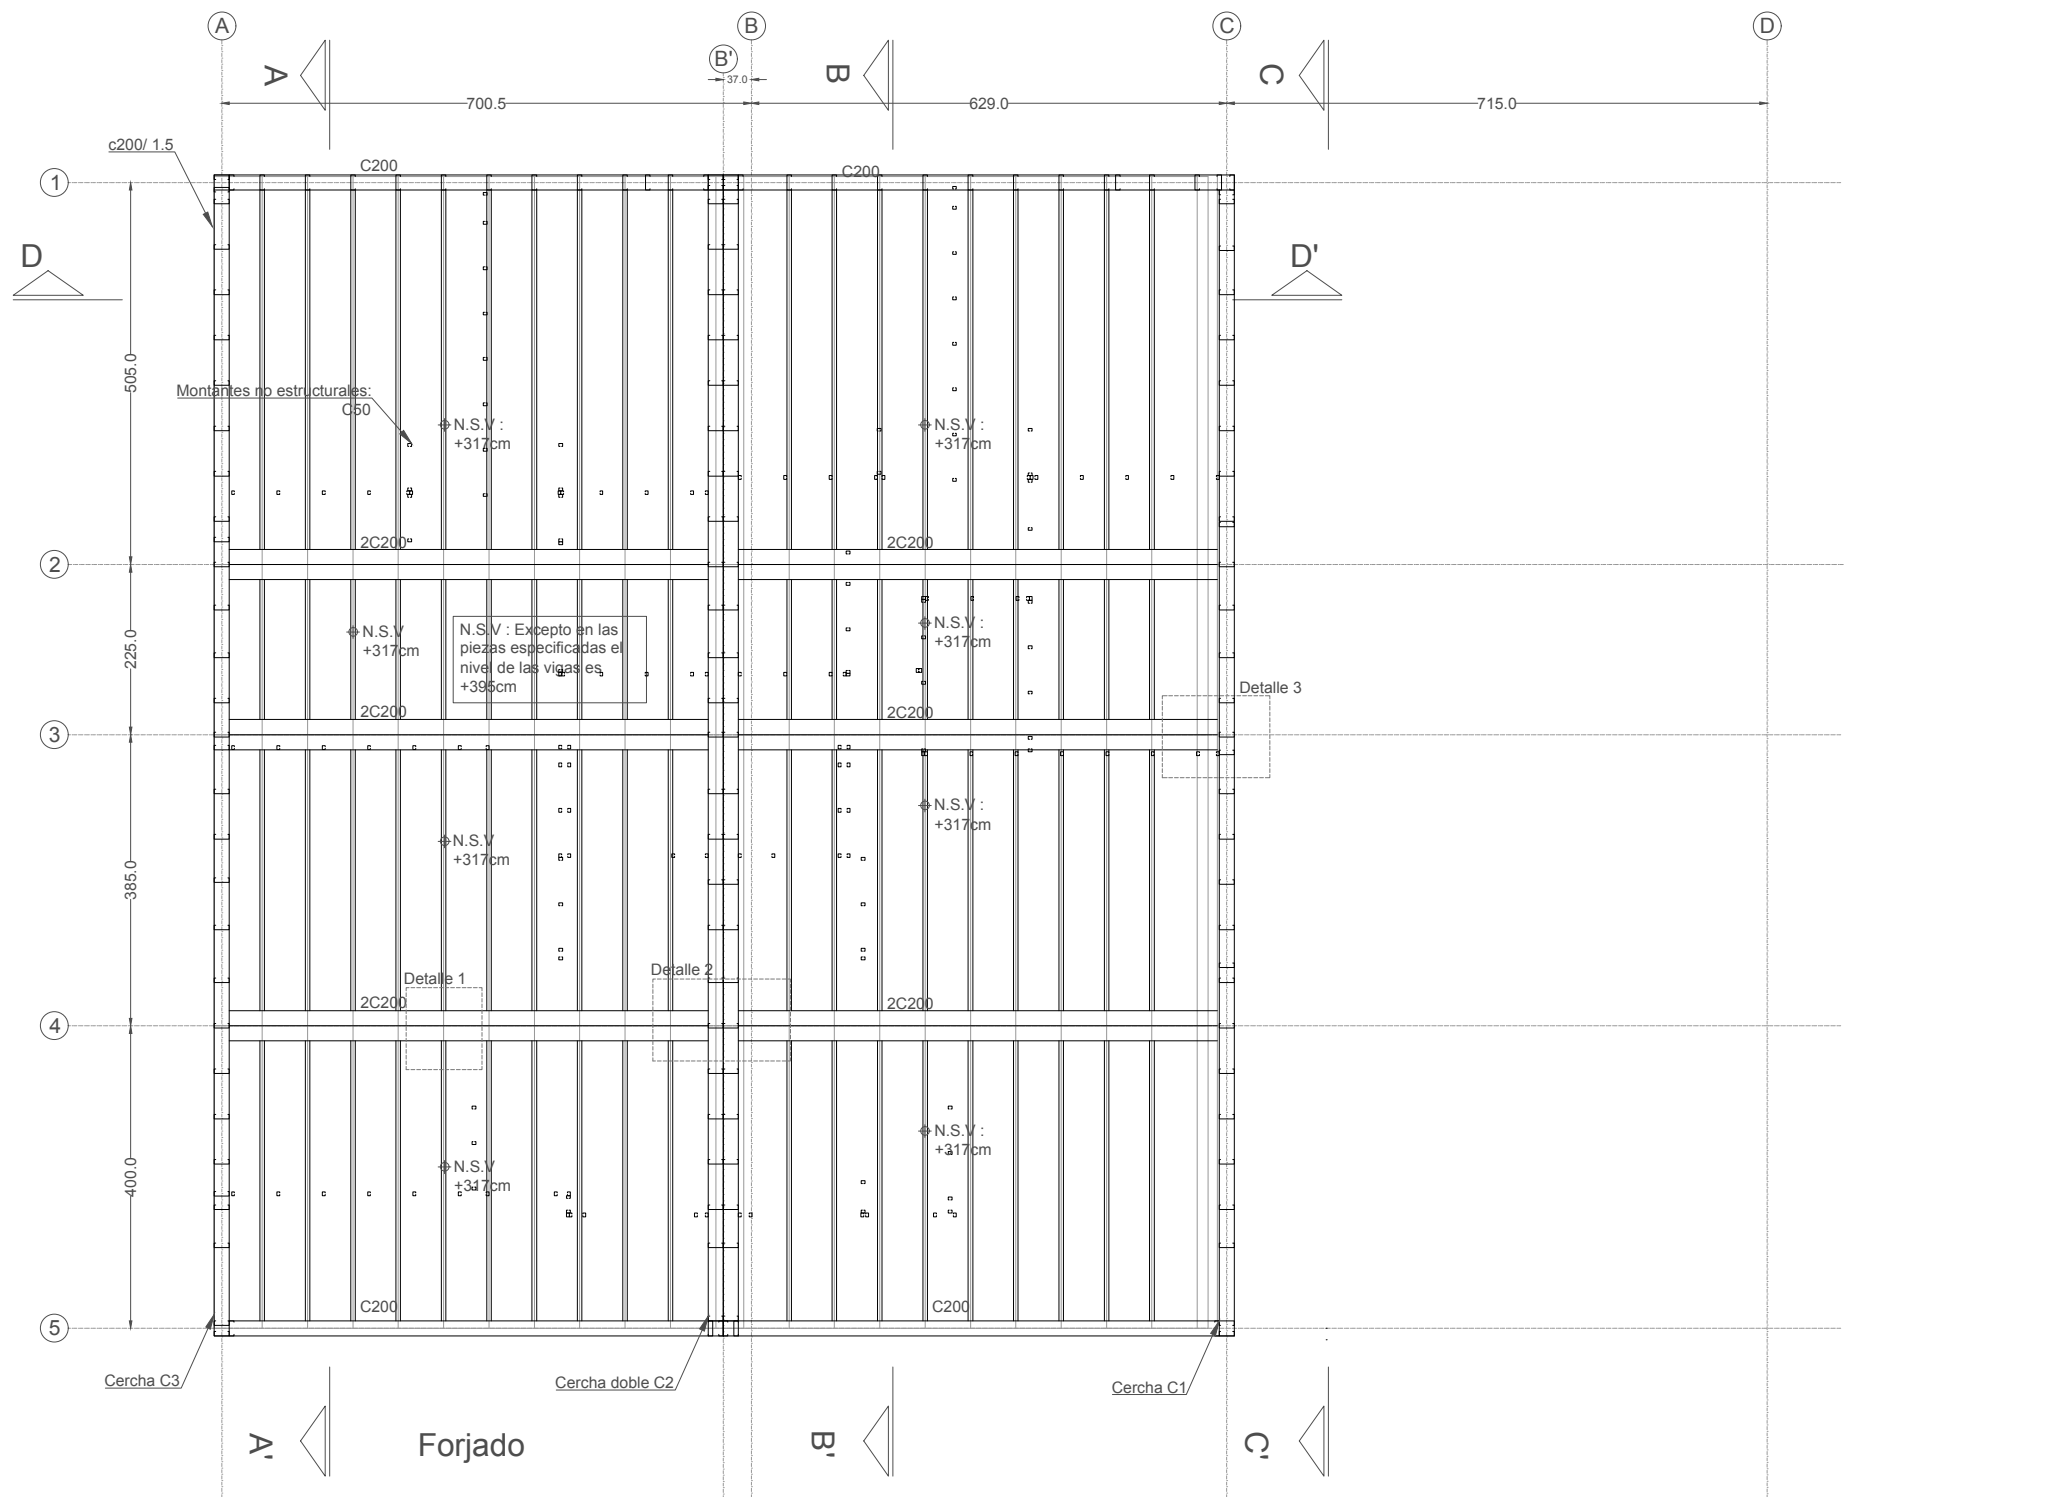 A
B
C
D
B'
37.0
A
B
C
700.5
629.0
715.0
c200/ 1.5
C200
C200
1
D
D'
505.0
Montantes no estructurales:
C50
N.S.V :
+317cm
N.S.V :
+317cm
2C200
2C200
2
225.0
N.S.V
+317cm
N.S.V : Excepto en las
piezas especificadas el
nivel de las vigas es
+395cm
N.S.V :
+317cm
Detalle 3
2C200
2C200
3
385.0
N.S.V
+317cm
N.S.V :
+317cm
Detalle 1
Detalle 2
2C200
2C200
4
400.0
N.S.V
+317cm
N.S.V :
+317cm
C200
C200
5
Cercha C3
Cercha doble C2
Cercha C1
A'
Forjado
B'
C'